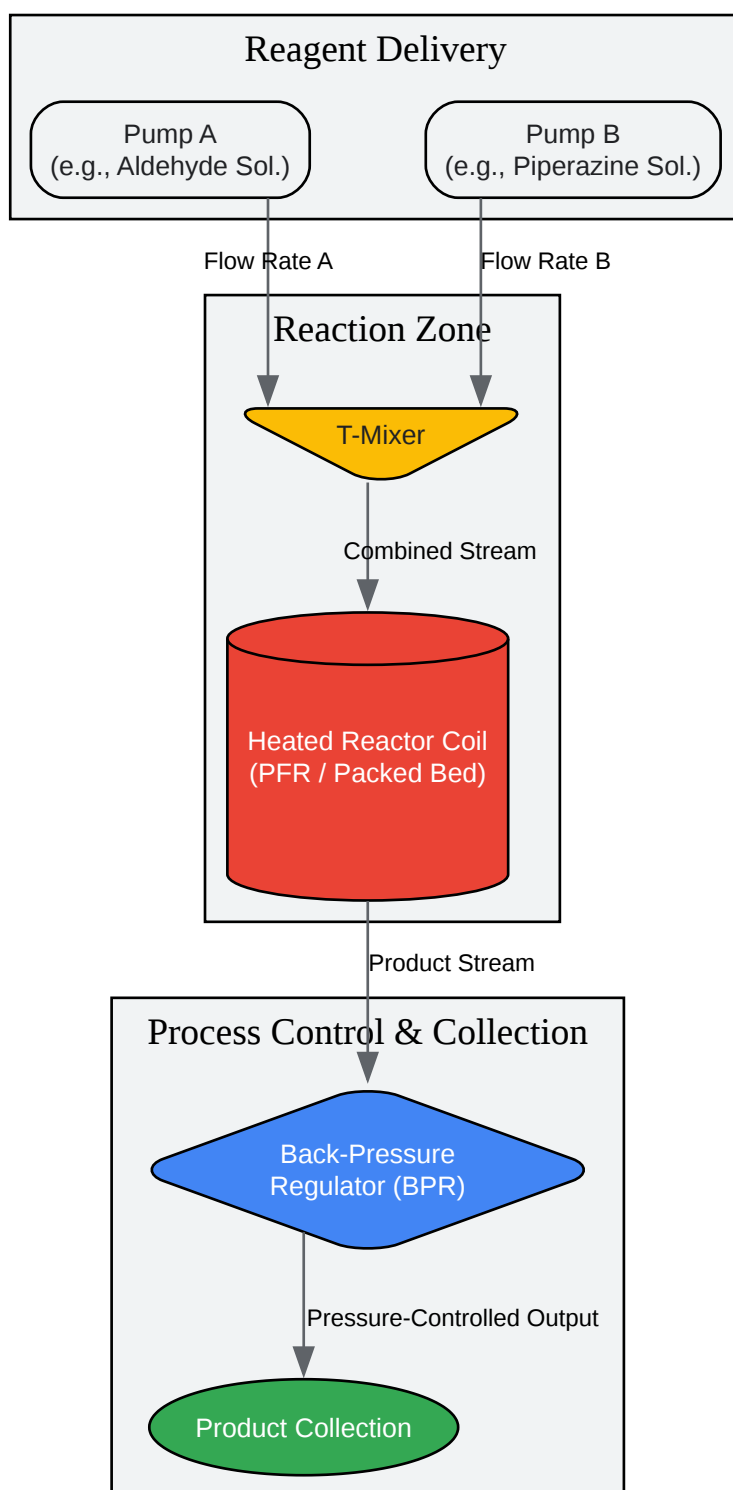 Reagent Delivery
Pump A
(e.g., Aldehyde Sol.)
Pump B
(e.g., Piperazine Sol.)
Flow Rate A
Flow Rate B
Reaction Zone
T-Mixer
Combined Stream
Heated Reactor Coil
(PFR / Packed Bed)
Product Stream
Process Control & Collection
Back-Pressure
Regulator (BPR)
Pressure-Controlled Output
Product Collection